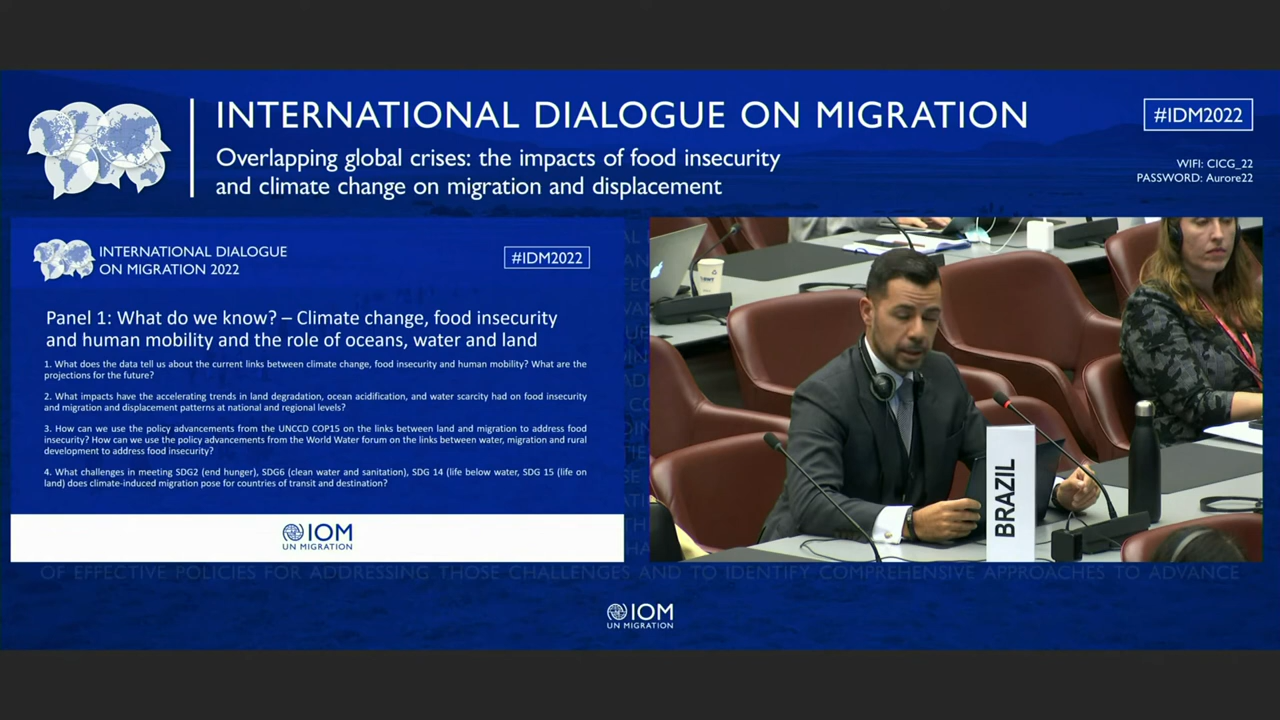 INTERNATIONAL DIALOGUE ON MIGRATION
Overlapping global crises: the impacts of food insecurity
and climate change on migration and displacement
#IDM2022
WIFI: CICG_22
PASSWORD: Aurore22
INTERNATIONAL DIALOGUE
ON MIGRATION 2022
#IDM2022
Panel 1: What do we know? – Climate change, food insecurity
and human mobility and the role of oceans, water and land
1. What does the data tell us about the current links between climate change, food insecurity and human mobility? What are the
projections for the future?
2. What impacts have the accelerating trends in land degradation, ocean acidification, and water scarcity had on food insecurity
and migration and displacement patterns at national and regional levels?
3. How can we use the policy advancements from the UNCCD COP15 on the links between land and migration to address food
insecurity? How can we use the policy advancements from the World Water forum on the links between water, migration and rural
development to address food insecurity?
4. What challenges in meeting SDG2 (end hunger), SDG6 (clean water and sanitation), SDG 14 (life below water, SDG 15 (life on
land) does climate-induced migration pose for countries of transit and destination?
IOM
UN MIGRATION
BRAZIL
OF EFFECTIVE POLICIES FOR ADDRESSING THOSE CHALLENGES AND TO IDENTIFY COMPREHENSIVE APPROACHES TO ADVANCE
IOM
UN MIGRATION